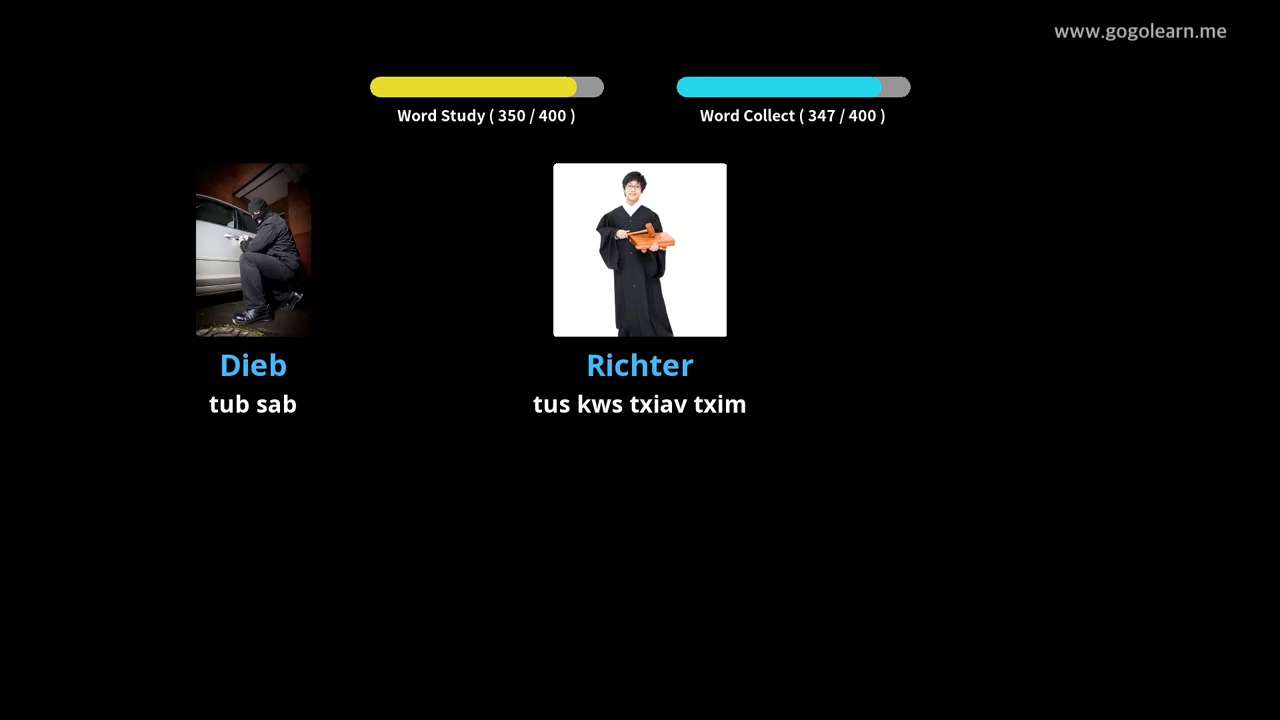 www.gogolearn.me
Word Study ( 350 / 400 )
Word Collect ( 347 / 400 )
Dieb
tub sab
Richter
tus kws txiav txim